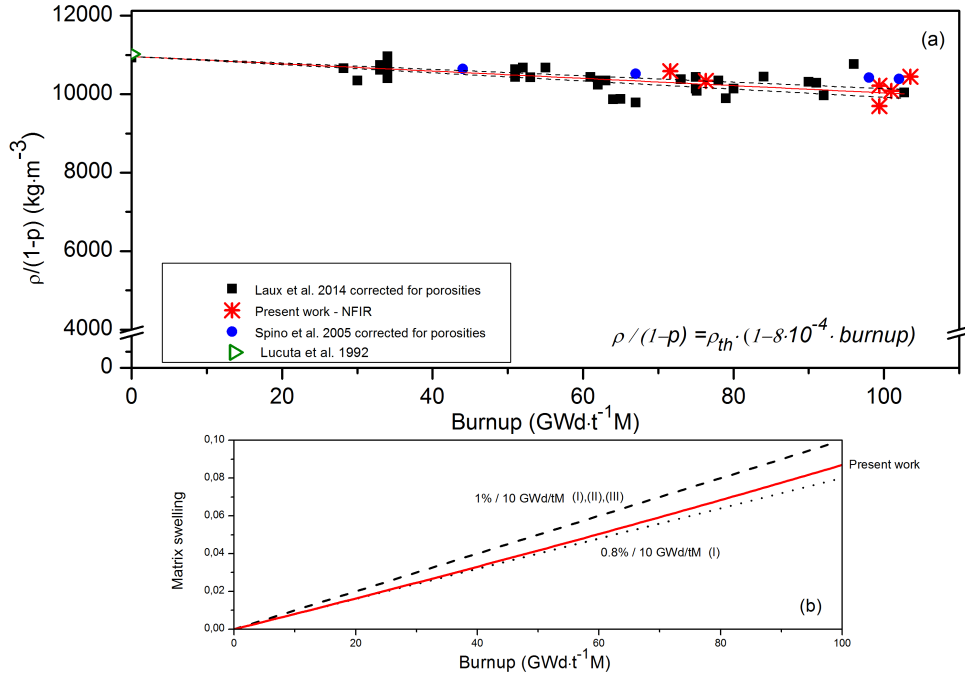 (a)
12000
10000
8000
6000
4000
0
ρ/(1-p) (kg·m⁻³)
Laux et al. 2014 corrected for porosities
Present work - NFIR
Spino et al. 2005 corrected for porosities
Lucuta et al. 1992
ρ / (1–p) =ρth · (1–8·10⁻⁴ · burnup)
0 20 40 60 80 100
Burnup (GWd·t⁻¹M)
0,10
0,08
0,06
0,04
0,02
0,00
Matrix swelling
1% / 10 GWd/tM (I),(II),(III)
Present work
0.8% / 10 GWd/tM (I)
(b)
0 20 40 60 80 100
Burnup (GWd·t⁻¹M)